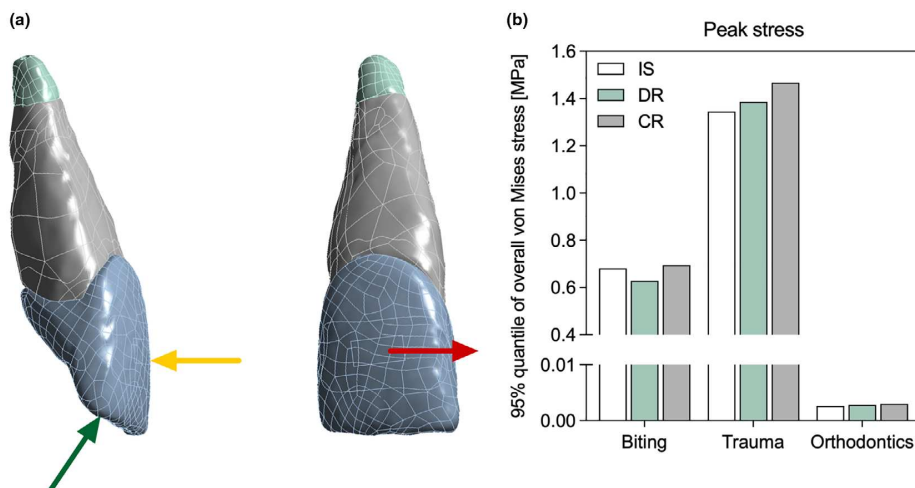 (a)
(b)
Peak stress
95% quantile of overall von Mises stress [MPa]
1.6
1.4
1.2
1.0
0.8
0.6
0.4
0.01
0.00
IS
DR
CR
Biting
Trauma
Orthodontics